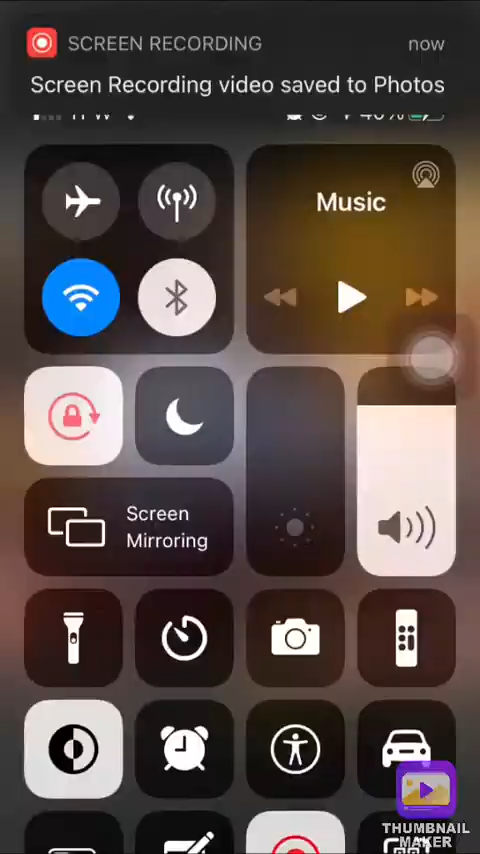 SCREEN RECORDING
now
Screen Recording video saved to Photos
Music
Screen
Mirroring
THUMBNAIL
MAKER